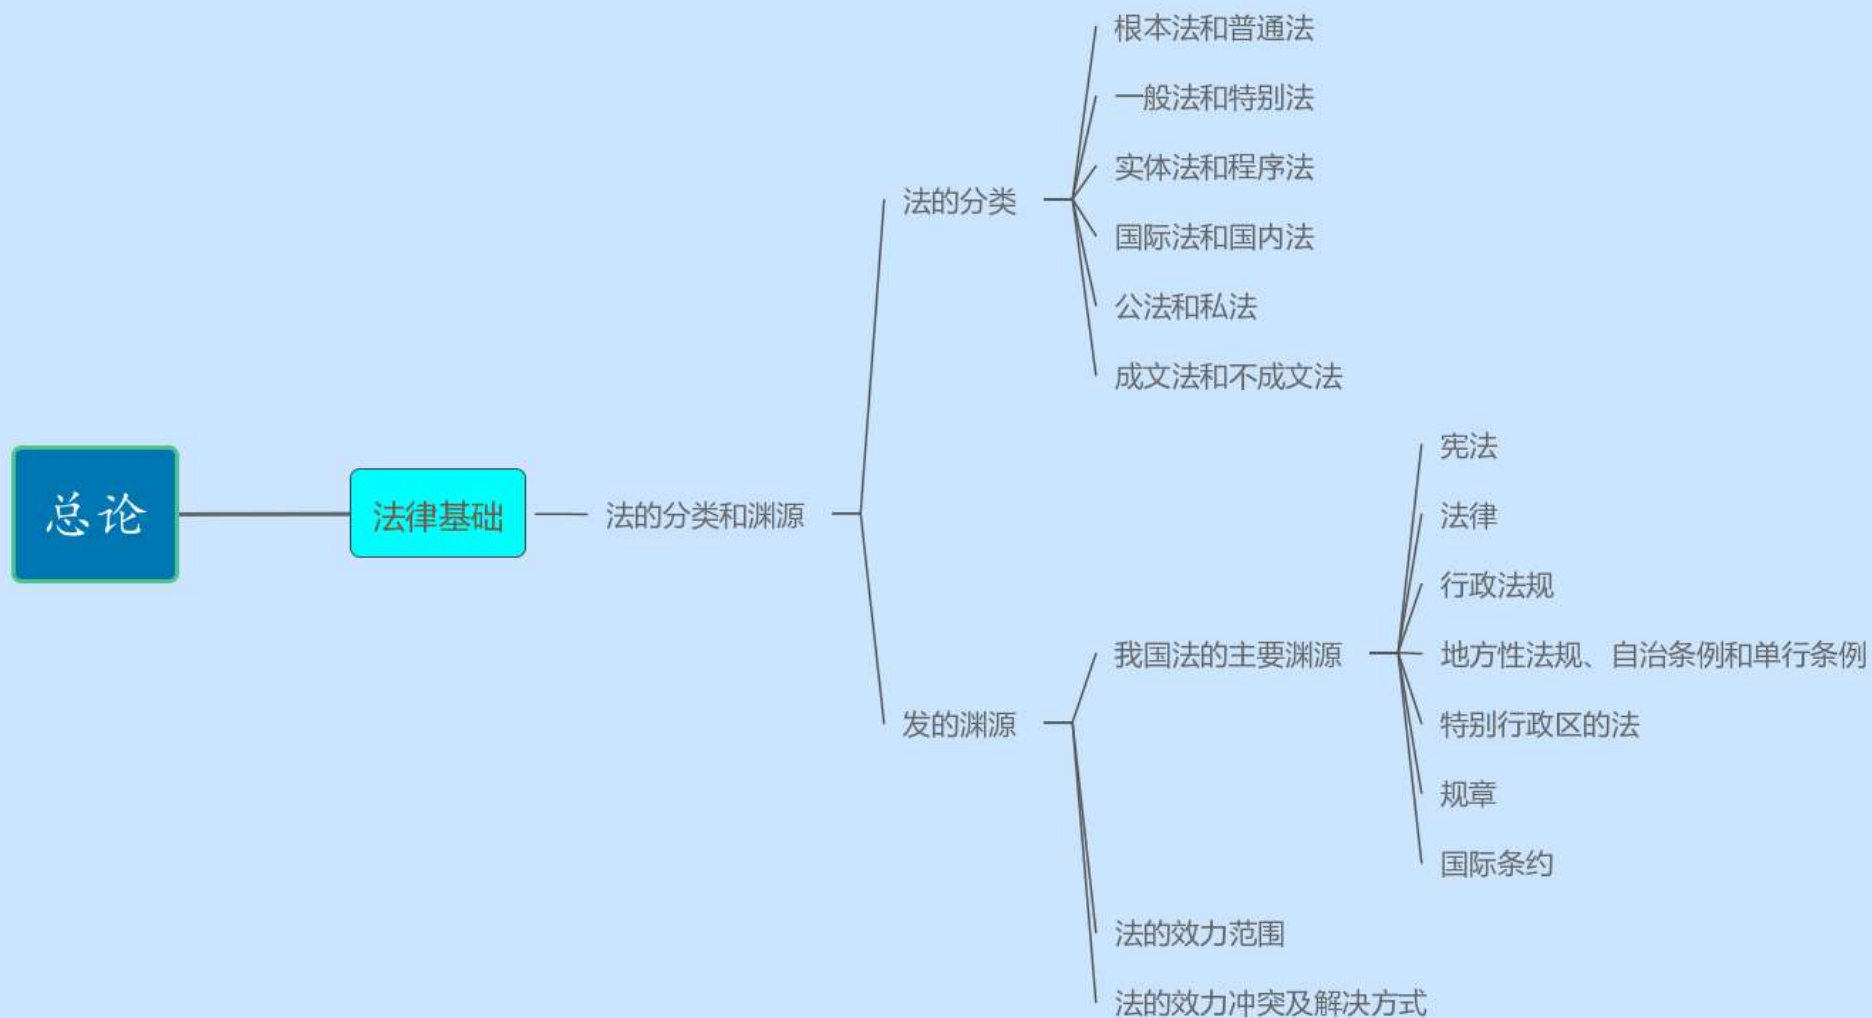 总论
法律基础
法的分类和渊源
法的分类
根本法和普通法
一般法和特别法
实体法和程序法
国际法和国内法
公法和私法
成文法和不成文法
发的渊源
我国法的主要渊源
宪法
法律
行政法规
地方性法规、自治条例和单行条例
特别行政区的法
规章
国际条约
法的效力范围
法的效力冲突及解决方式